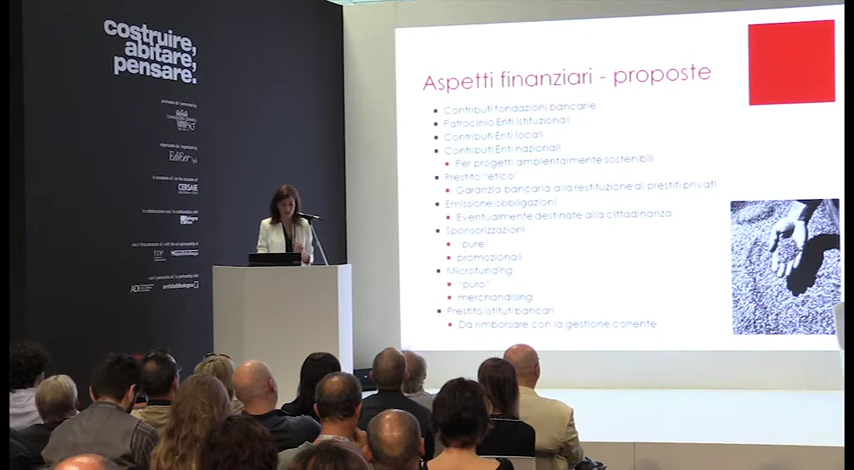 costruire,
abitare,
pensare.
CERSAIE
ADI
Aspetti finanziari - proposte
Contributi fondazioni bancarie
Patrocinio Enti istituzionali
Contributi Enti locali
Contributi Enti nazionali
Per progetti ambientalmente sostenibili
Prestito "etico"
Garanzia bancaria alla restituzione di prestiti privati
Emissione obbligazioni
Eventualmente destinate alla cittadinanza
Sponsorizzazioni
"pure"
promozionali
Microfunding
"puro"
merchandising
Prestito istituti bancari
Da rimborsare con la gestione corrente